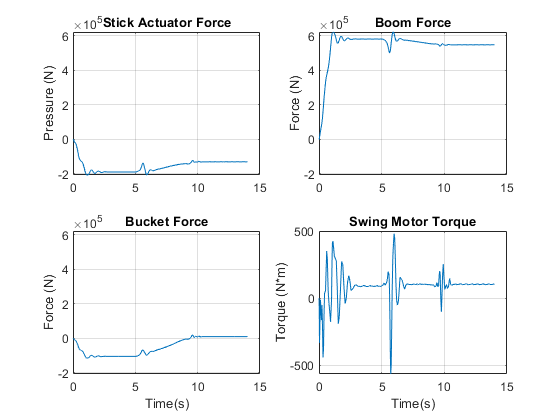 ×10⁵ Stick Actuator Force
6
4
2
0
-2
Pressure (N)
0 5 10 15
×10⁵ Boom Force
6
4
2
0
-2
Force (N)
0 5 10 15
×10⁵ Bucket Force
6
4
2
0
-2
Force (N)
0 5 10 15
Time(s)
Swing Motor Torque
500
0
-500
Torque (N*m)
0 5 10 15
Time(s)